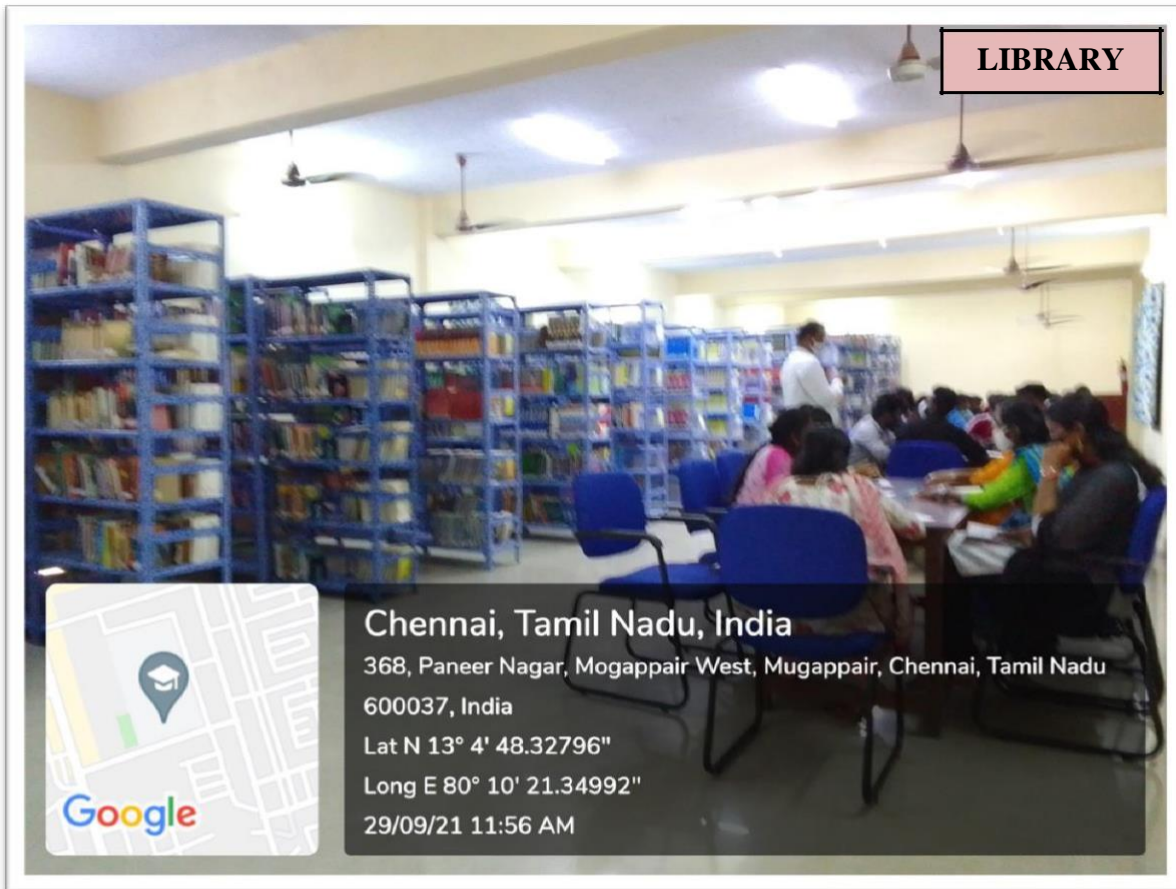 LIBRARY
Chennai, Tamil Nadu, India
368, Paneer Nagar, Mogappair West, Mugappair, Chennai, Tamil Nadu
600037, India
Lat N 13° 4' 48.32796"
Long E 80° 10' 21.34992"
29/09/21 11:56 AM
Google